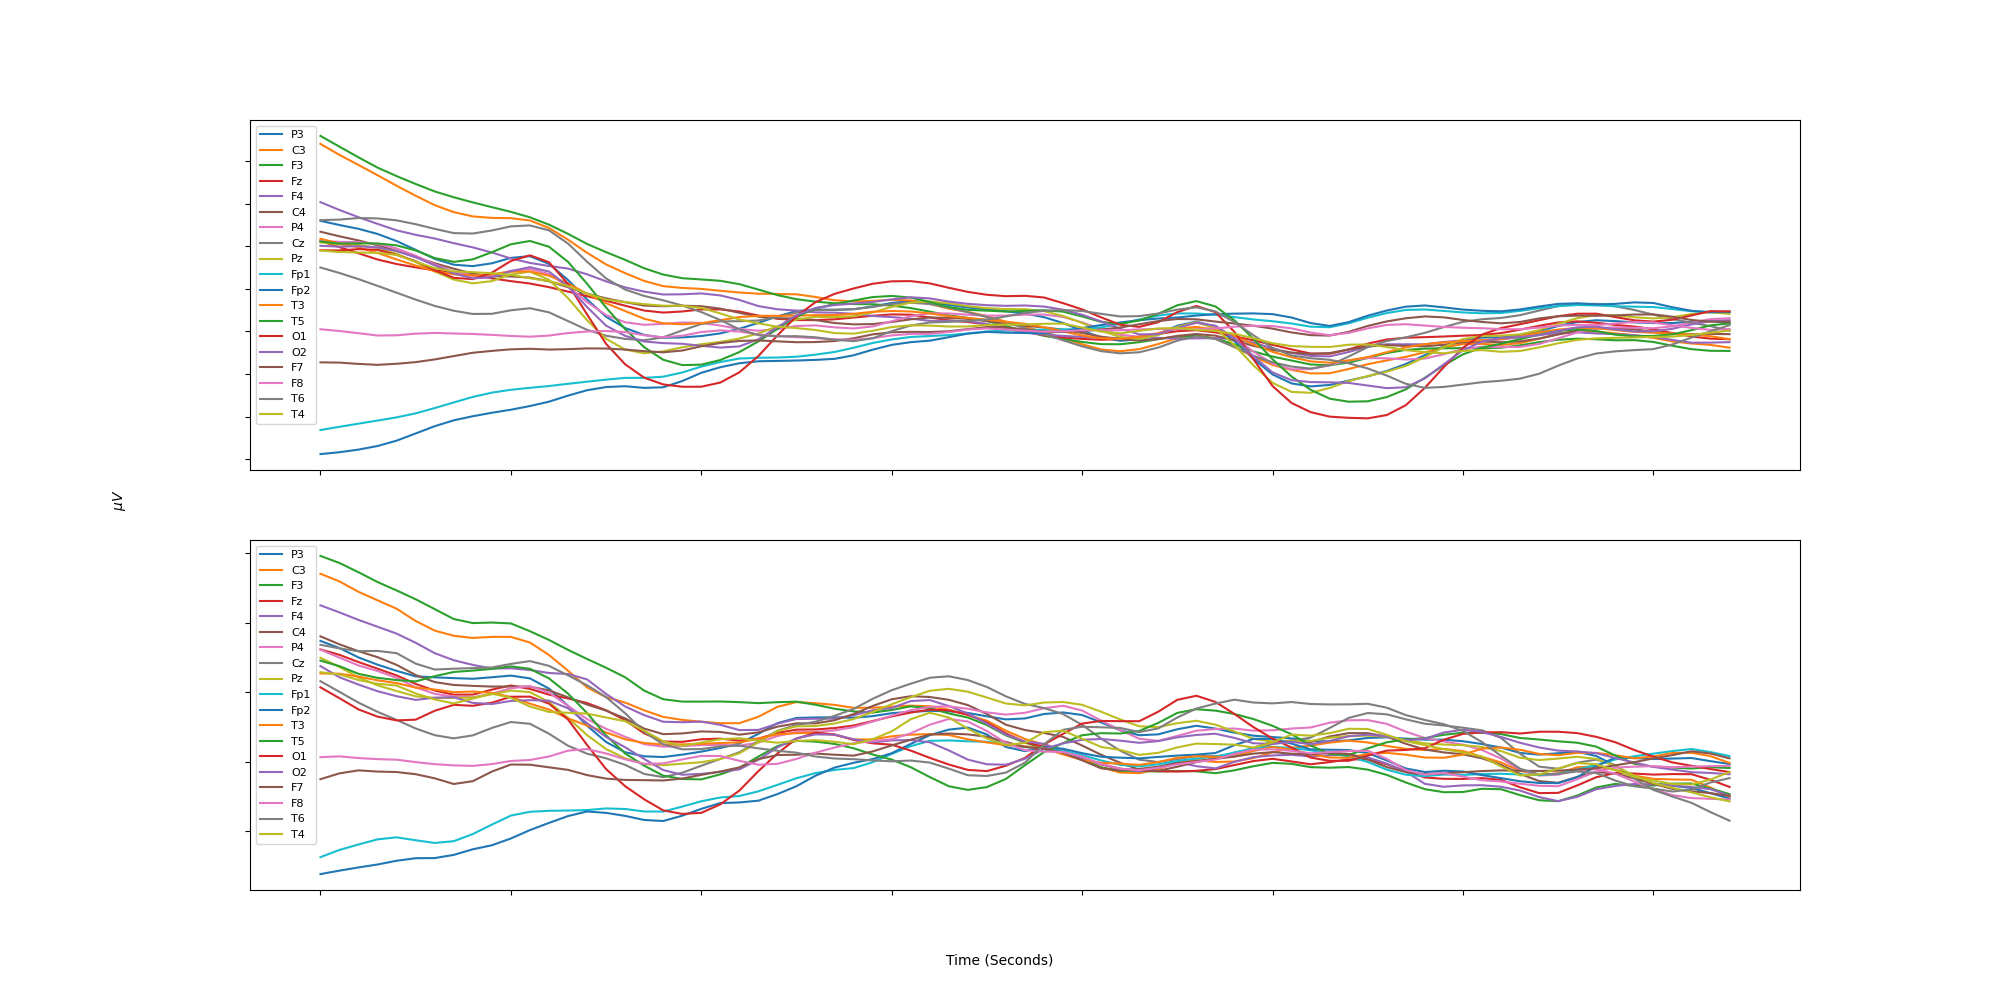 P3
C3
F3
Fz
F4
C4
P4
Cz
Pz
Fp1
Fp2
T3
T5
O1
O2
F7
F8
T6
T4
µV
P3
C3
F3
Fz
F4
C4
P4
Cz
Pz
Fp1
Fp2
T3
T5
O1
O2
F7
F8
T6
T4
Time (Seconds)